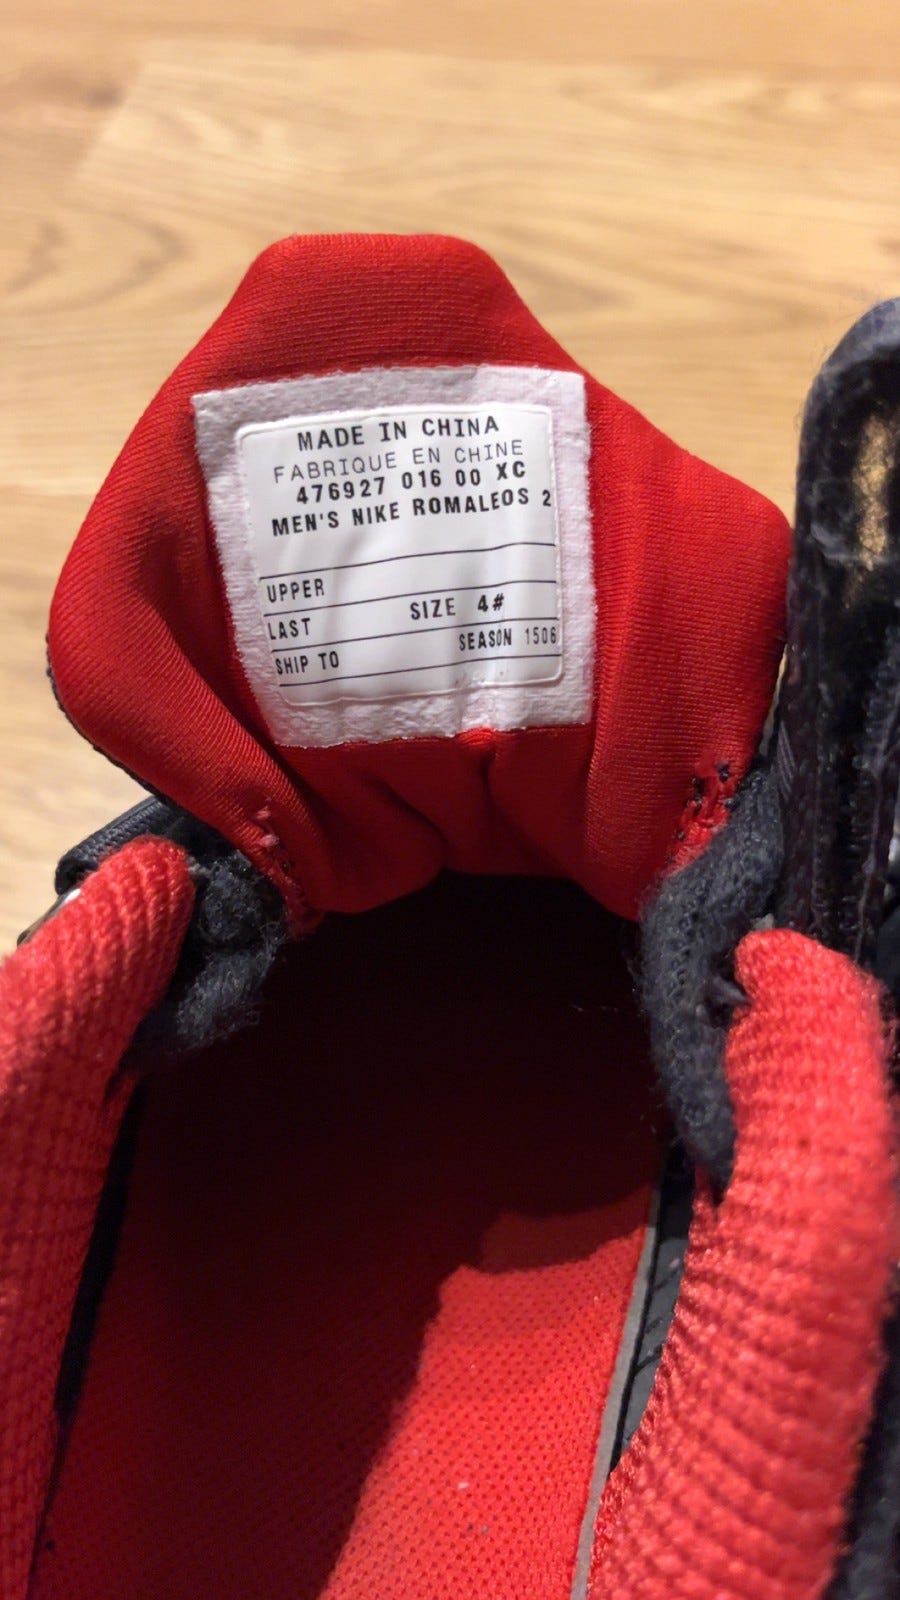 MADE IN CHINA
FABRIQUE EN CHINE
476927 016 00 XC
MEN'S NIKE ROMALEOS 2
UPPER
LAST SIZE 4#
SHIP TO SEASON 1506